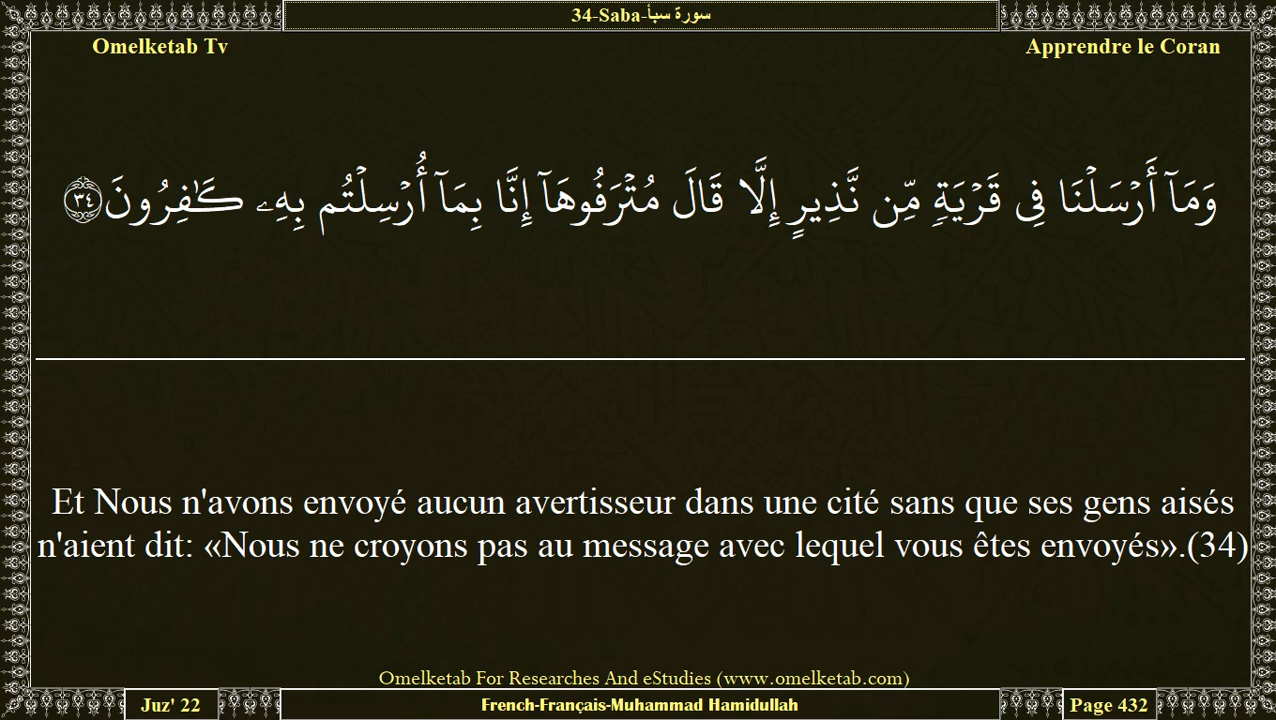 34-Saba-سورة سبأ
Omelketab Tv
Apprendre le Coran
وَمَآ أَرۡسَلۡنَا فِى قَرۡيَةٖ مِّن نَّذِيرٍ إِلَّا قَالَ مُتۡرَفُوهَآ إِنَّا بِمَآ أُرۡسِلۡتُم بِهِۦ كَـٰفِرُونَ ٣٤
Et Nous n'avons envoyé aucun avertisseur dans une cité sans que ses gens aisés
n'aient dit: «Nous ne croyons pas au message avec lequel vous êtes envoyés».(34)
Omelketab For Researches And eStudies (www.omelketab.com)
Juz' 22
French-Français-Muhammad Hamidullah
Page 432